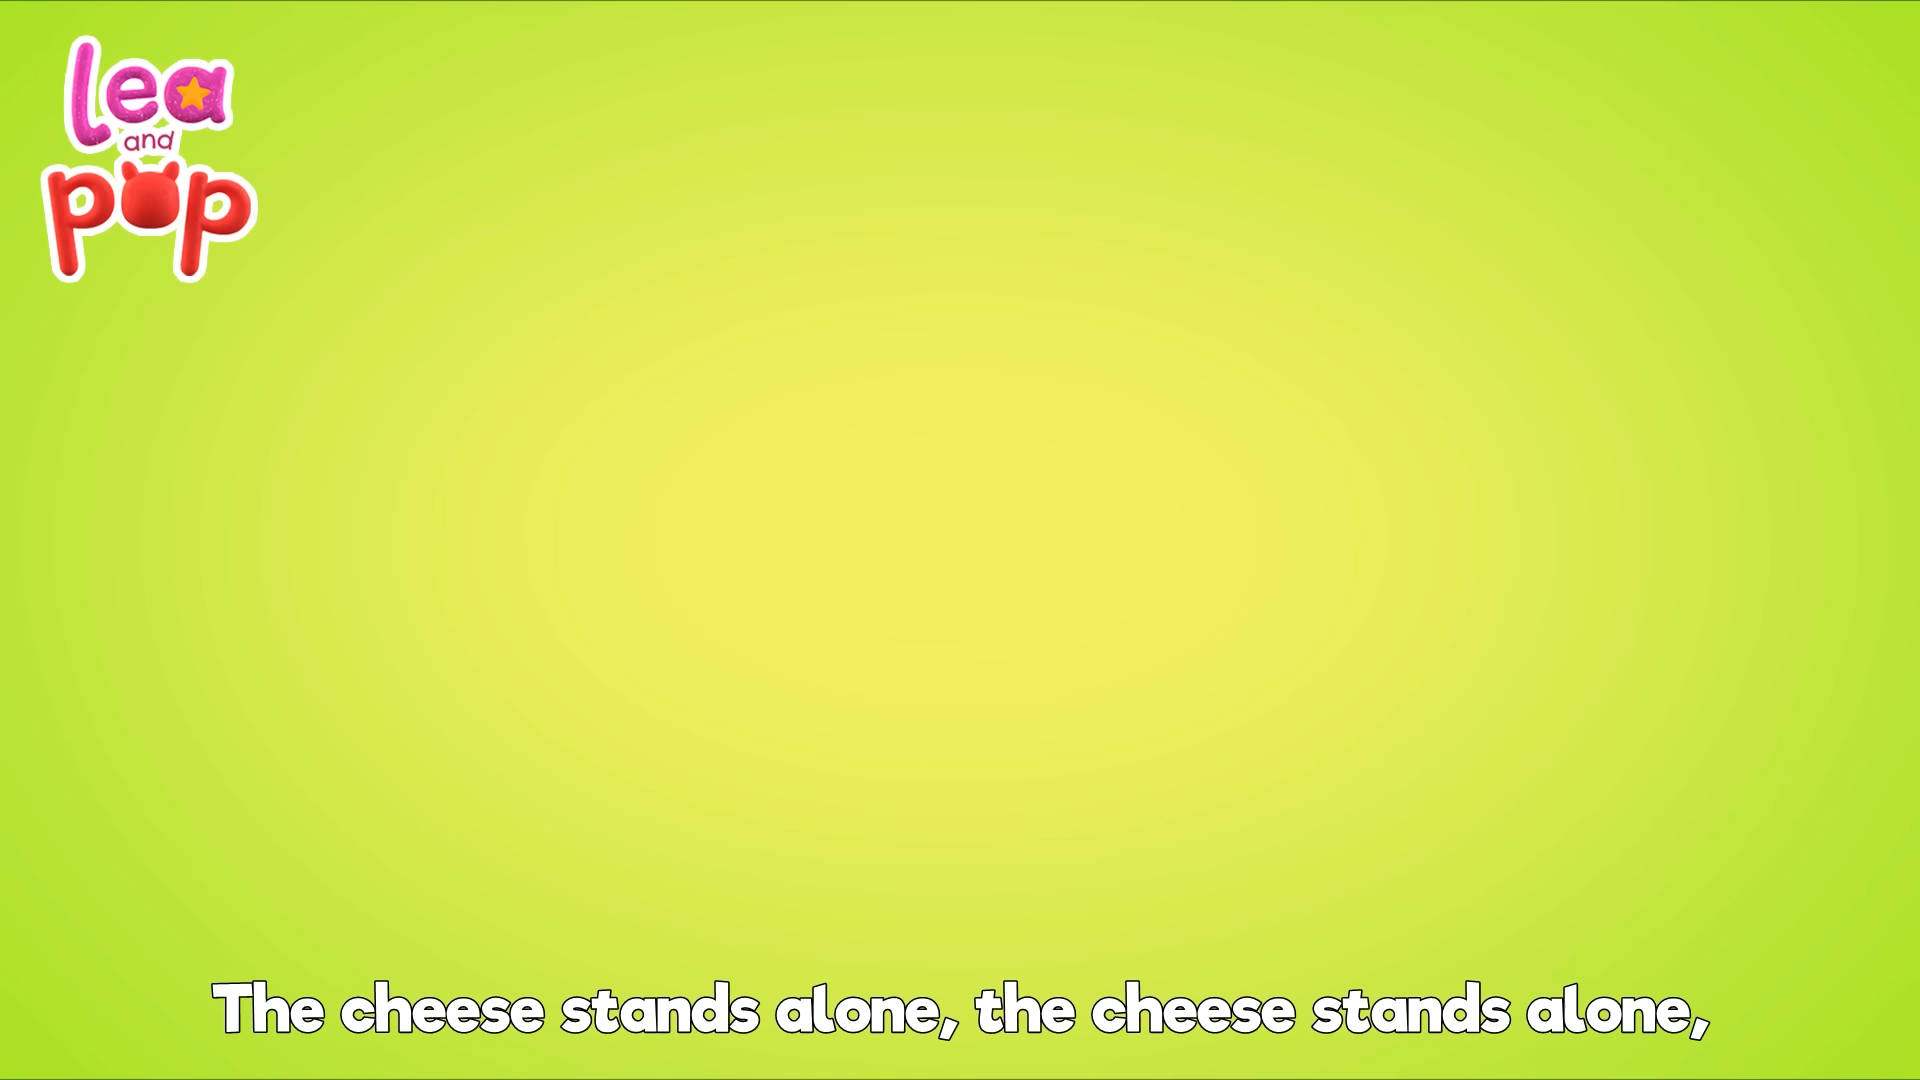 lea
and
pop
The cheese stands alone, the cheese stands alone,